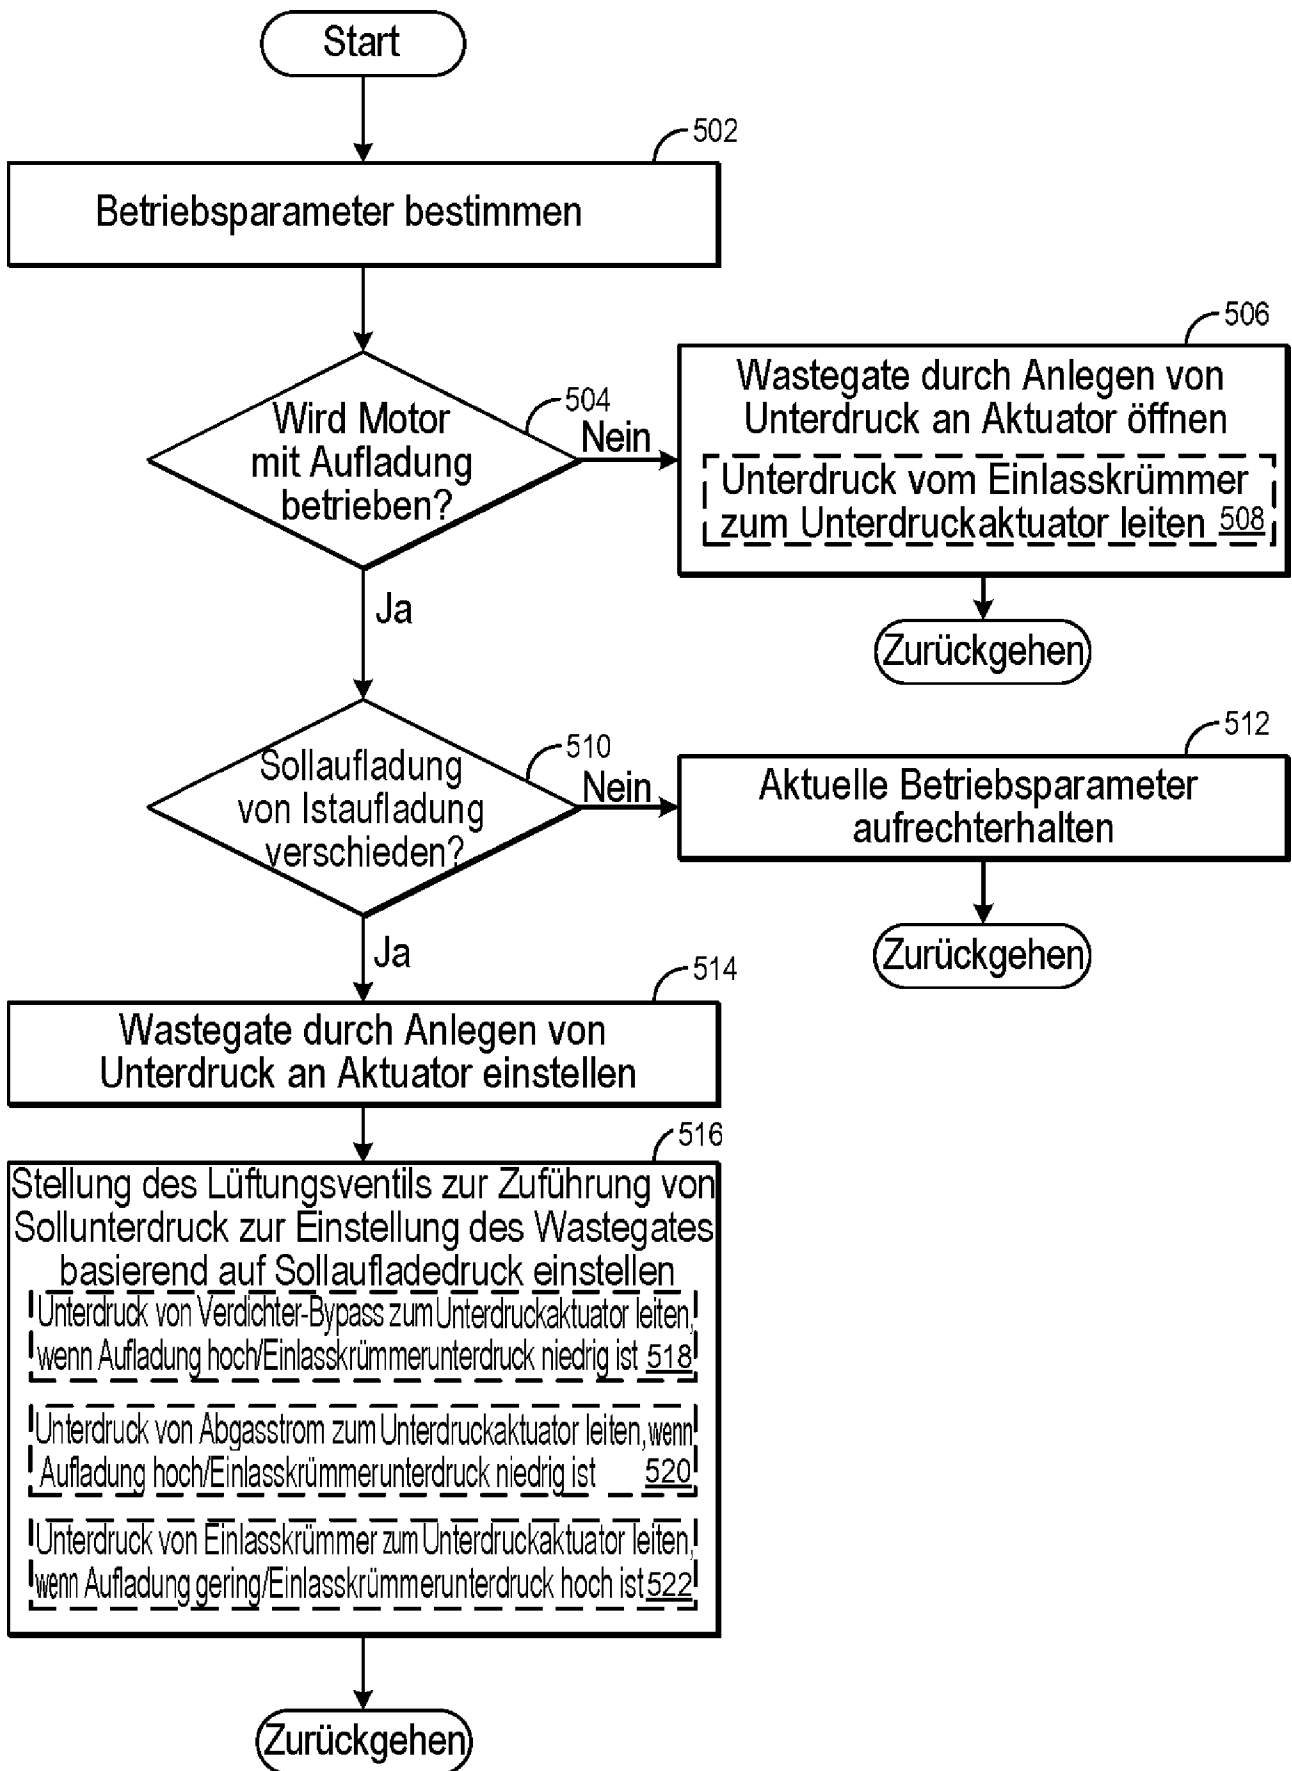 Start
502
Betriebsparameter bestimmen
504
Wird Motor
mit Aufladung
betrieben?
Nein
Ja
506
Wastegate durch Anlegen von
Unterdruck an Aktuator öffnen
Unterdruck vom Einlasskrümmer
zum Unterdruckaktuator leiten 508
Zurückgehen
510
Sollaufladung
von Istaufladung
verschieden?
Nein
Ja
512
Aktuelle Betriebsparameter
aufrechterhalten
Zurückgehen
514
Wastegate durch Anlegen von
Unterdruck an Aktuator einstellen
516
Stellung des Lüftungsventils zur Zuführung von
Sollunterdruck zur Einstellung des Wastegates
basierend auf Sollaufladedruck einstellen
Unterdruck von Verdichter-Bypass zum Unterdruckaktuator leiten,
wenn Aufladung hoch/Einlasskrümmerunterdruck niedrig ist 518
Unterdruck von Abgasstrom zum Unterdruckaktuator leiten, wenn
Aufladung hoch/Einlasskrümmerunterdruck niedrig ist 520
Unterdruck von Einlasskrümmer zum Unterdruckaktuator leiten,
wenn Aufladung gering/Einlasskrümmerunterdruck hoch ist 522
Zurückgehen